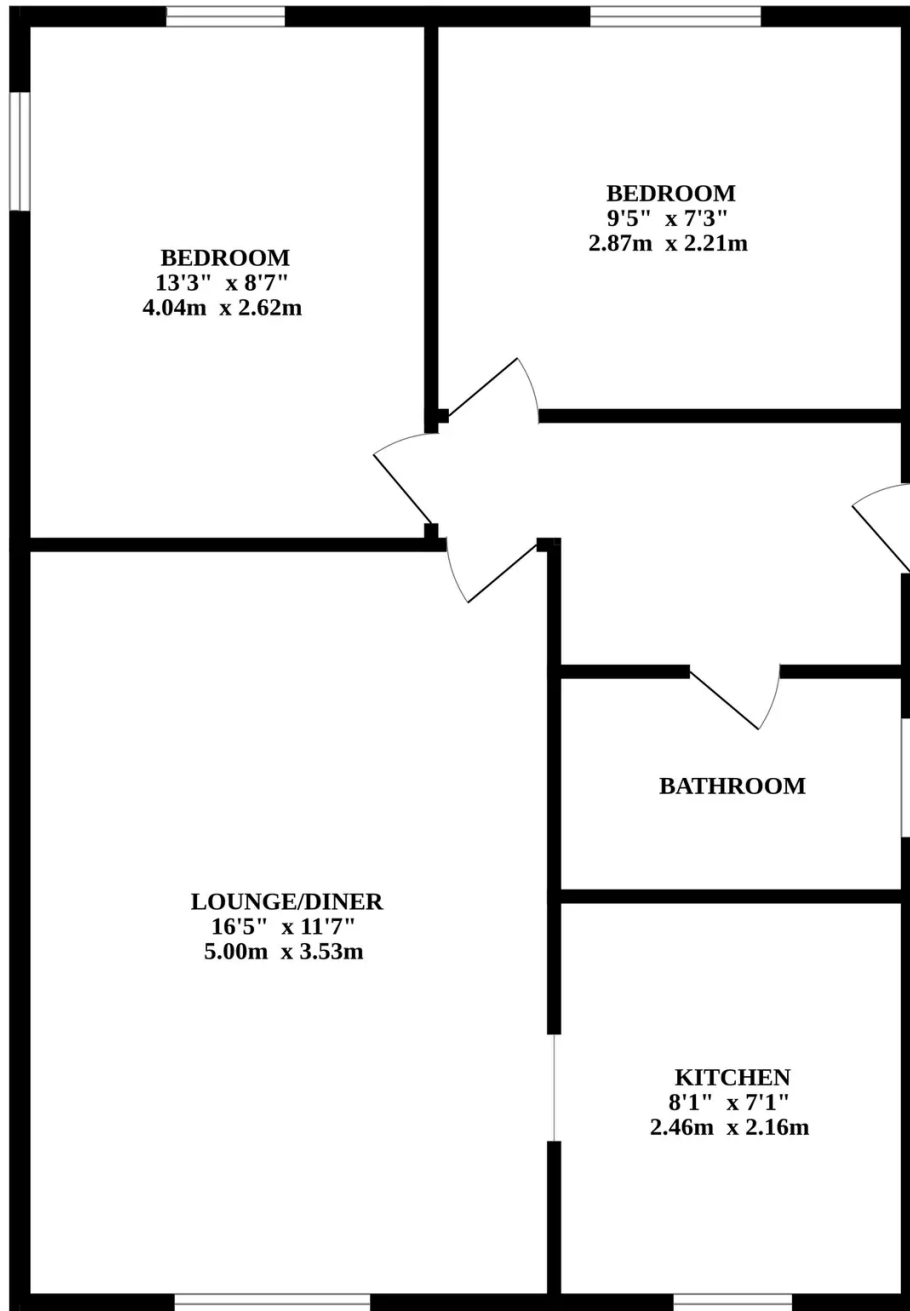 BEDROOM
13'3" x 8'7"
4.04m x 2.62m
BEDROOM
9'5" x 7'3"
2.87m x 2.21m
LOUNGE/DINER
16'5" x 11'7"
5.00m x 3.53m
BATHROOM
KITCHEN
8'1" x 7'1"
2.46m x 2.16m